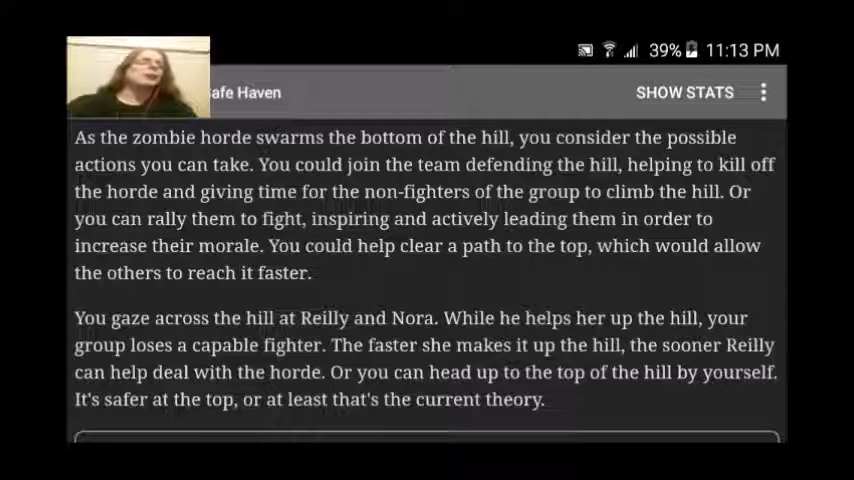 39% 11:13 PM
afe Haven SHOW STATS
As the zombie horde swarms the bottom of the hill, you consider the possible
actions you can take. You could join the team defending the hill, helping to kill off
the horde and giving time for the non-fighters of the group to climb the hill. Or
you can rally them to fight, inspiring and actively leading them in order to
increase their morale. You could help clear a path to the top, which would allow
the others to reach it faster.
You gaze across the hill at Reilly and Nora. While he helps her up the hill, your
group loses a capable fighter. The faster she makes it up the hill, the sooner Reilly
can help deal with the horde. Or you can head up to the top of the hill by yourself.
It's safer at the top, or at least that's the current theory.